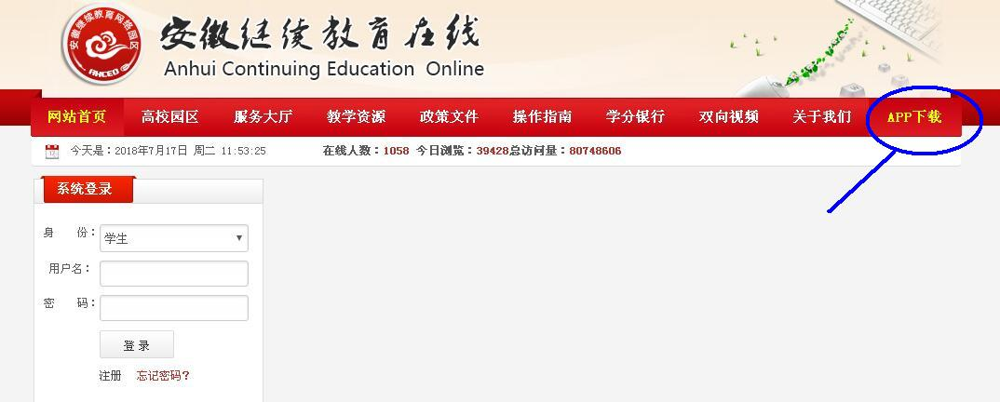 安徽继续教育网络园区
AHCEO
安徽继续教育在线
Anhui Continuing Education Online
网站首页 高校园区 服务大厅 教学资源 政策文件 操作指南 学分银行 双向视频 关于我们 APP下载
今天是：2018年7月17日 周二 11:53:25 在线人数：1058 今日浏览：39428总访问量：80748606
系统登录
身 份： 学生
用户名：
密 码：
登 录
注册 忘记密码?